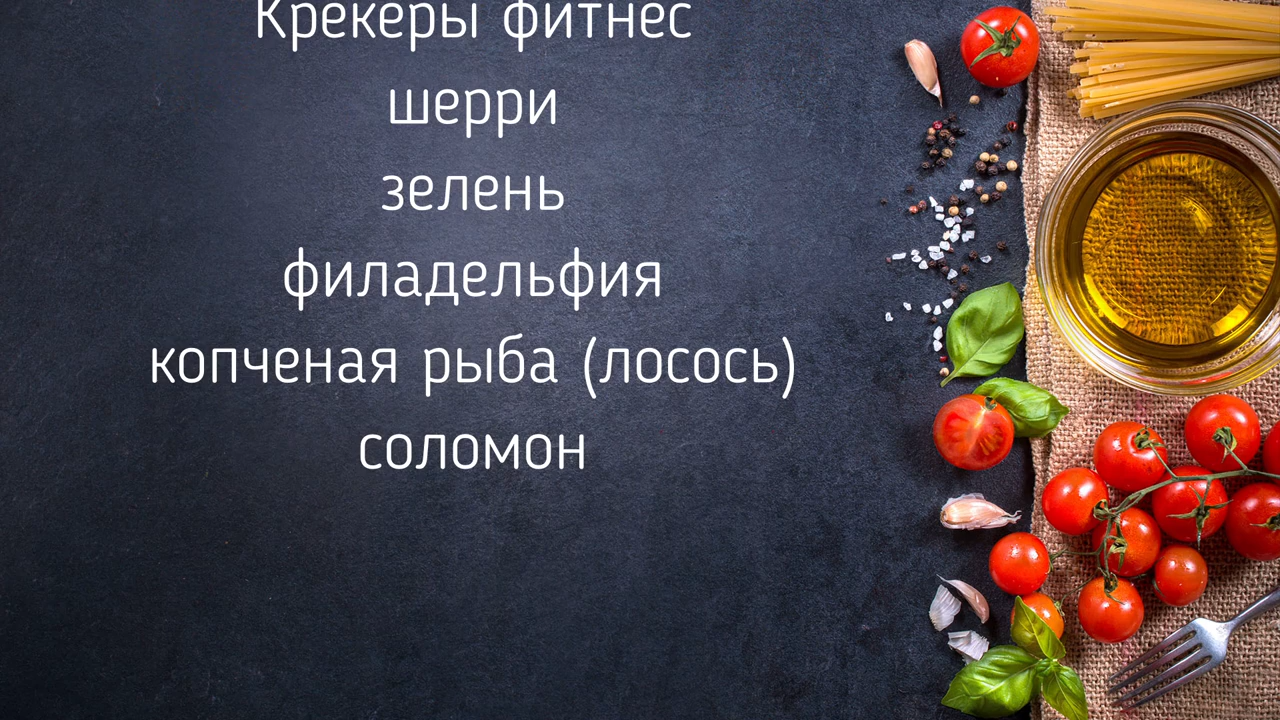 Крекеры фитнес
шерри
зелень
филадельфия
копченая рыба (лосось)
соломон